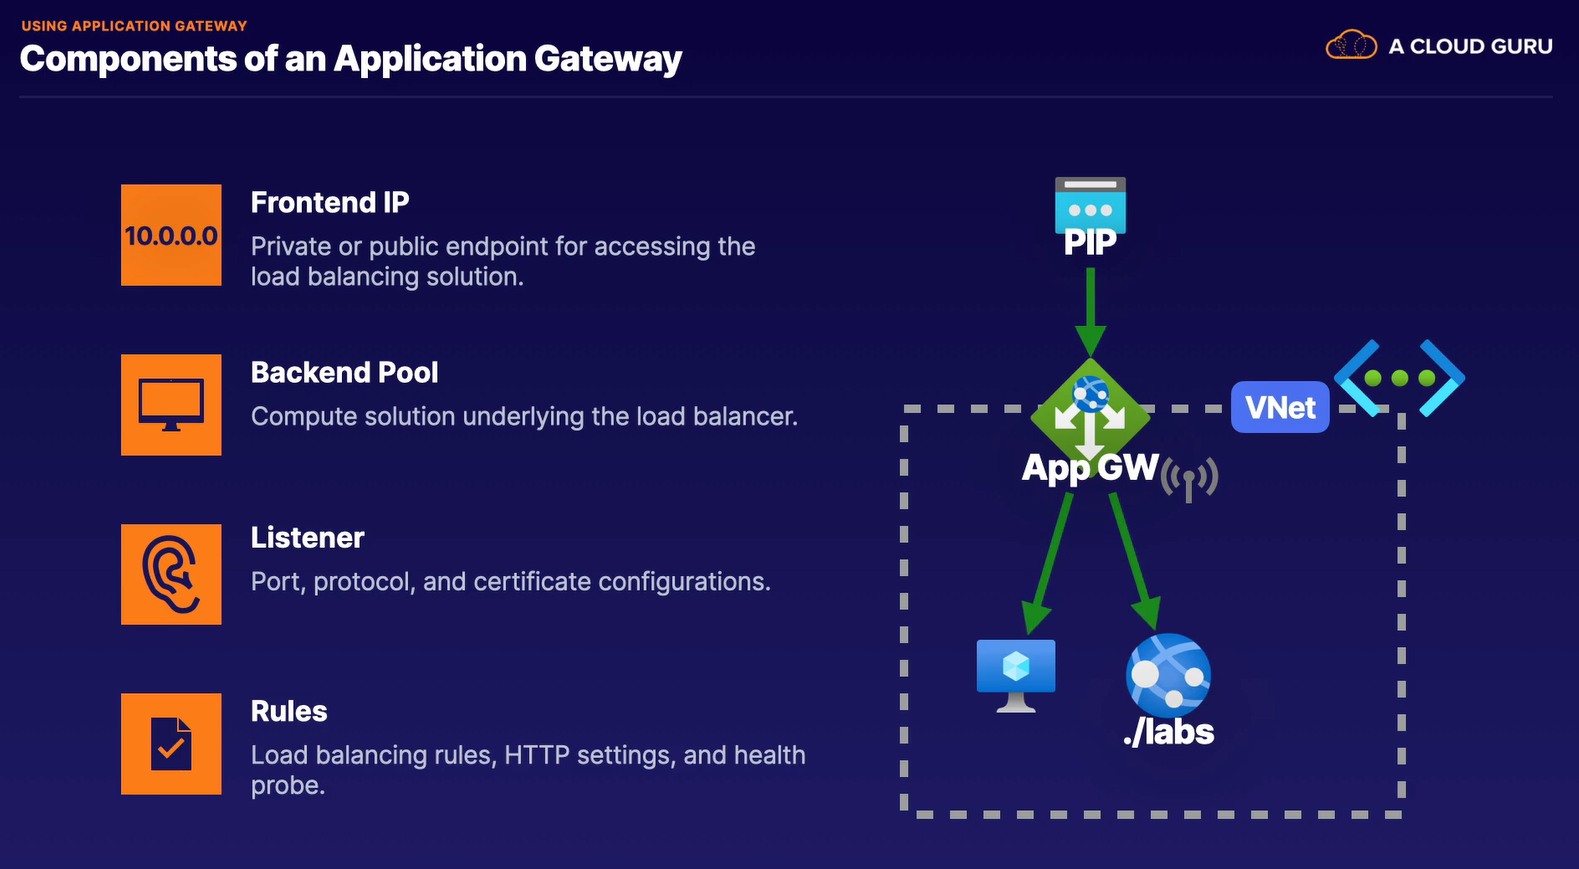 USING APPLICATION GATEWAY
Components of an Application Gateway
A CLOUD GURU
10.0.0.0
Frontend IP
Private or public endpoint for accessing the
load balancing solution.
Backend Pool
Compute solution underlying the load balancer.
Listener
Port, protocol, and certificate configurations.
Rules
Load balancing rules, HTTP settings, and health
probe.
PIP
VNet
App GW
./labs